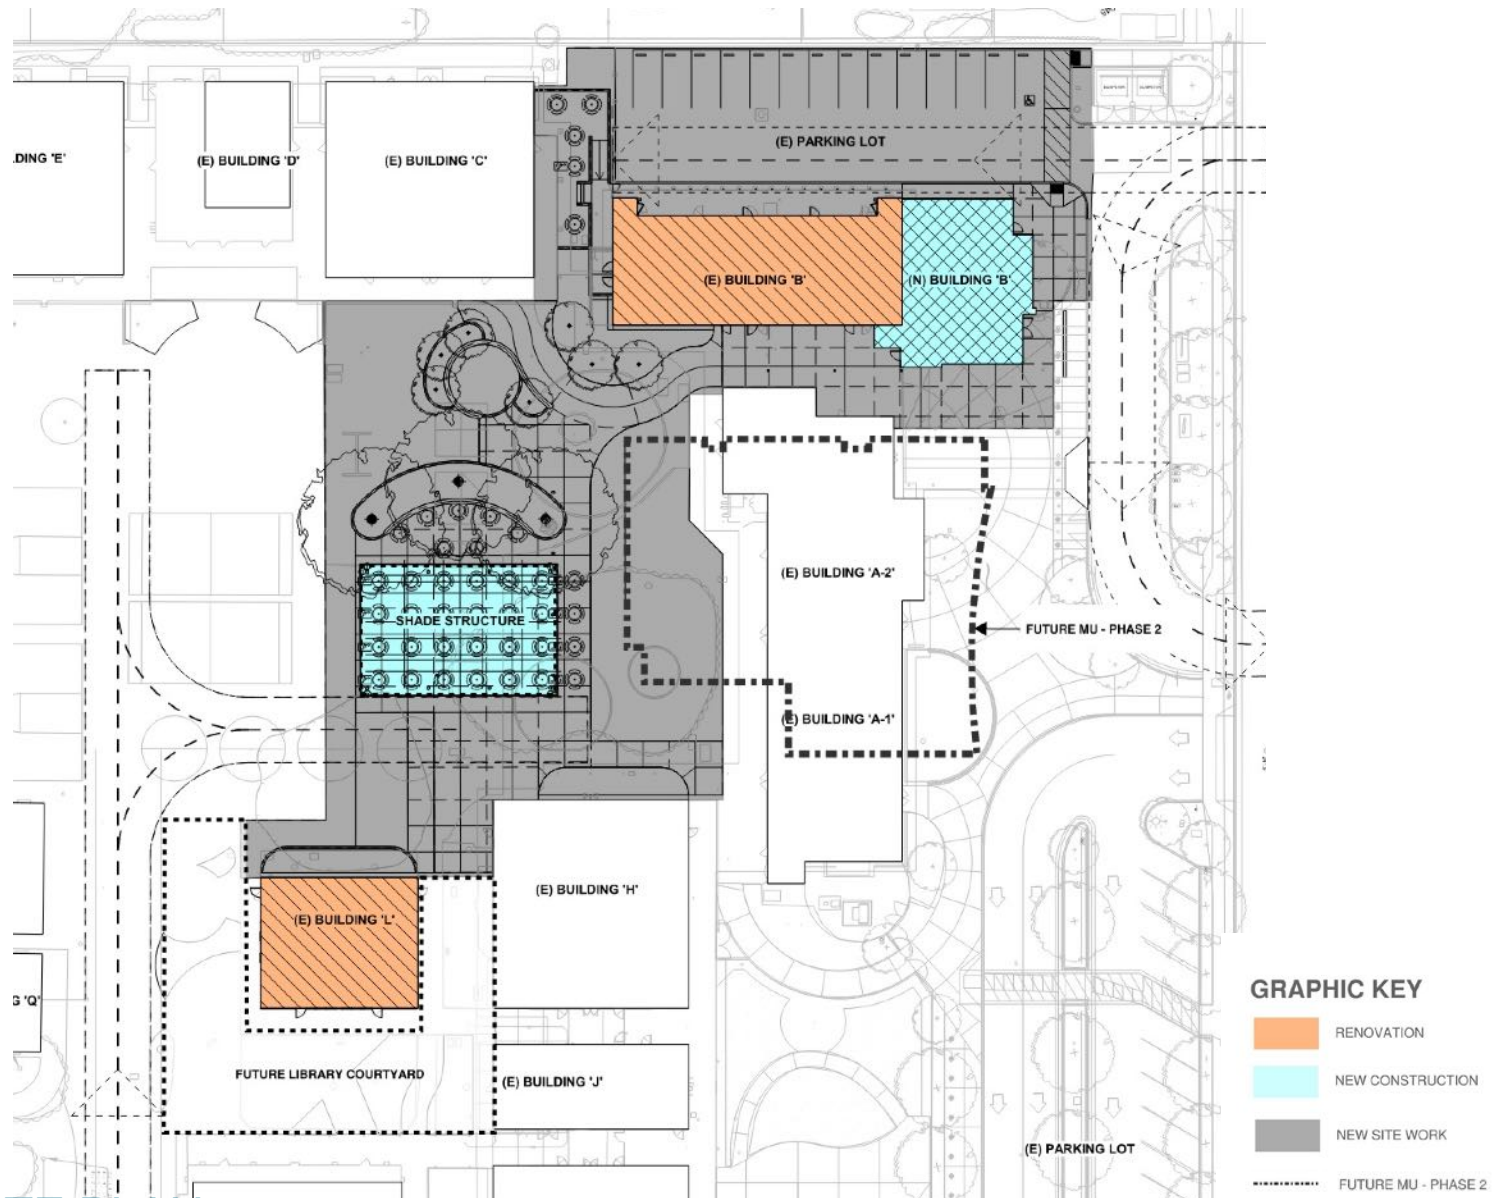 (E) PARKING LOT
.DING 'E'
(E) BUILDING 'D'
(E) BUILDING 'C'
(E) BUILDING 'B'
(N) BUILDING 'B'
(E) BUILDING 'A-2'
SHADE STRUCTURE
FUTURE MU - PHASE 2
(E) BUILDING 'A-1'
(E) BUILDING 'H'
(E) BUILDING 'L'
G 'Q'
FUTURE LIBRARY COURTYARD
(E) BUILDING 'J'
(E) PARKING LOT
GRAPHIC KEY
RENOVATION
NEW CONSTRUCTION
NEW SITE WORK
FUTURE MU - PHASE 2